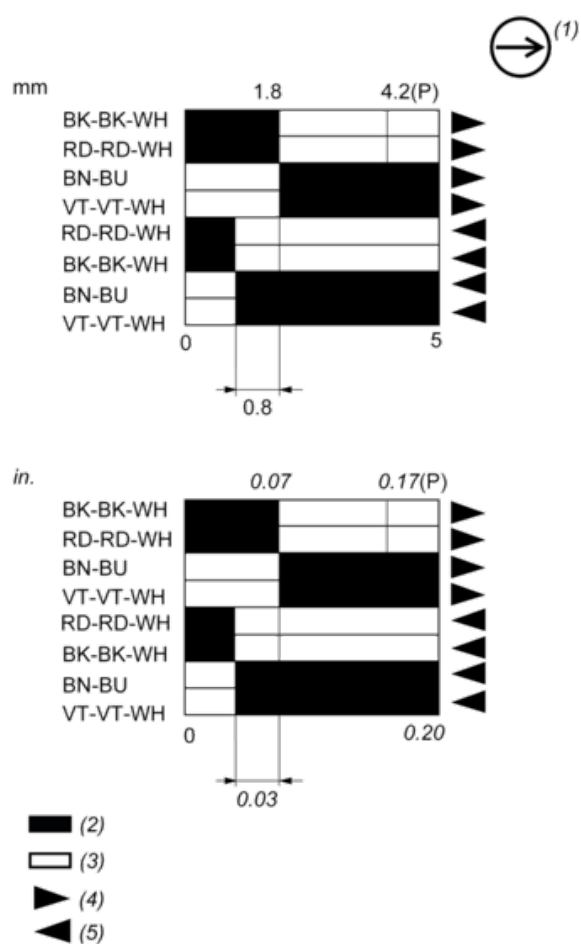 (1)
mm
1.8 4.2(P)
BK-BK-WH
RD-RD-WH
BN-BU
VT-VT-WH
RD-RD-WH
BK-BK-WH
BN-BU
VT-VT-WH
0 5
0.8
in.
0.07 0.17(P)
BK-BK-WH
RD-RD-WH
BN-BU
VT-VT-WH
RD-RD-WH
BK-BK-WH
BN-BU
VT-VT-WH
0 0.20
0.03
(2)
(3)
(4)
(5)